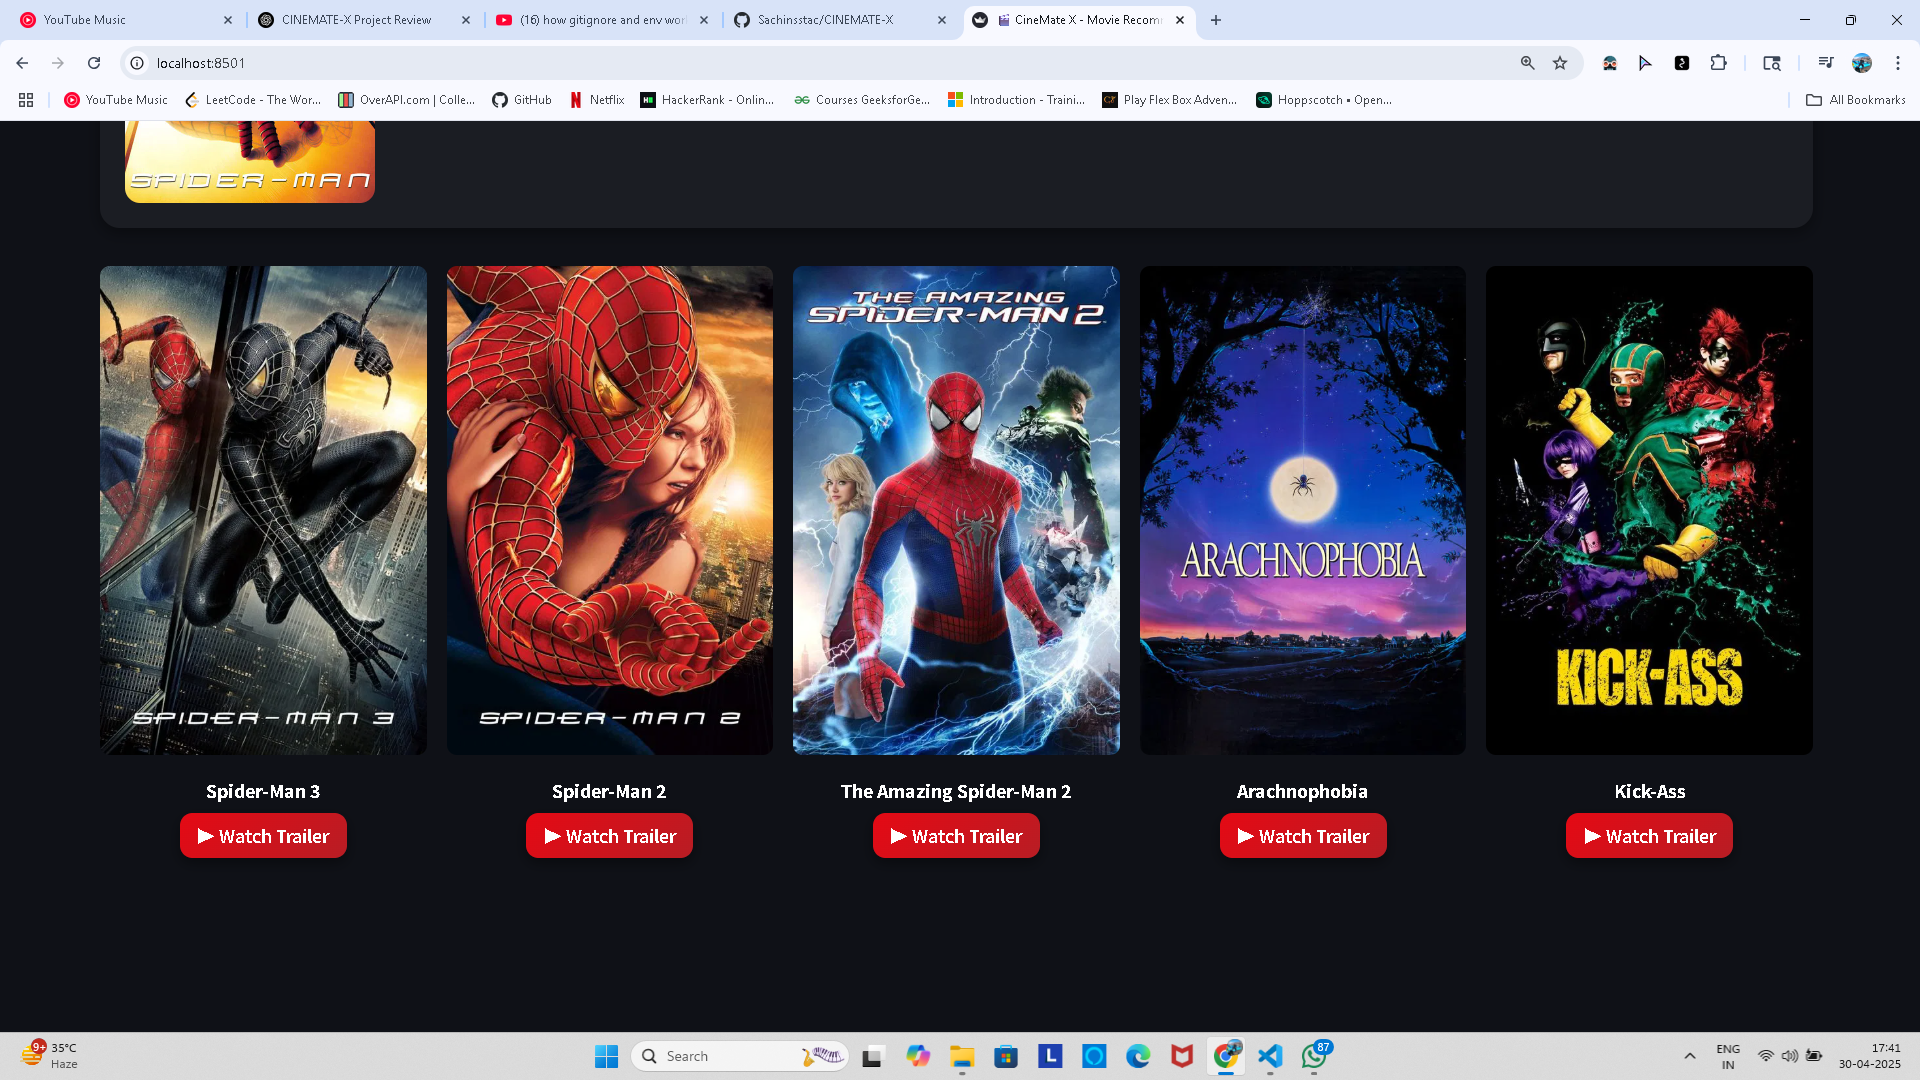 YouTube Music
CINEMATE-X Project Review
(16) how gitignore and env wor
Sachinsstac/CINEMATE-X
CineMate X - Movie Recom
localhost:8501
YouTube Music
LeetCode - The Wor...
OverAPI.com | Colle...
GitHub
Netflix
HackerRank - Onlin...
Courses GeeksforGe...
Introduction - Traini...
Play Flex Box Adven...
Hoppscotch • Open...
All Bookmarks
SPIDER-MAN
SPIDER-MAN 3
SPIDER-MAN 2
THE AMAZING
SPIDER-MAN 2
ARACHNOPHOBIA
KICK-ASS
Spider-Man 3
Spider-Man 2
The Amazing Spider-Man 2
Arachnophobia
Kick-Ass
▶ Watch Trailer
▶ Watch Trailer
▶ Watch Trailer
▶ Watch Trailer
▶ Watch Trailer
9+
35°C
Haze
Search
L
87
ENG
IN
17:41
30-04-2025